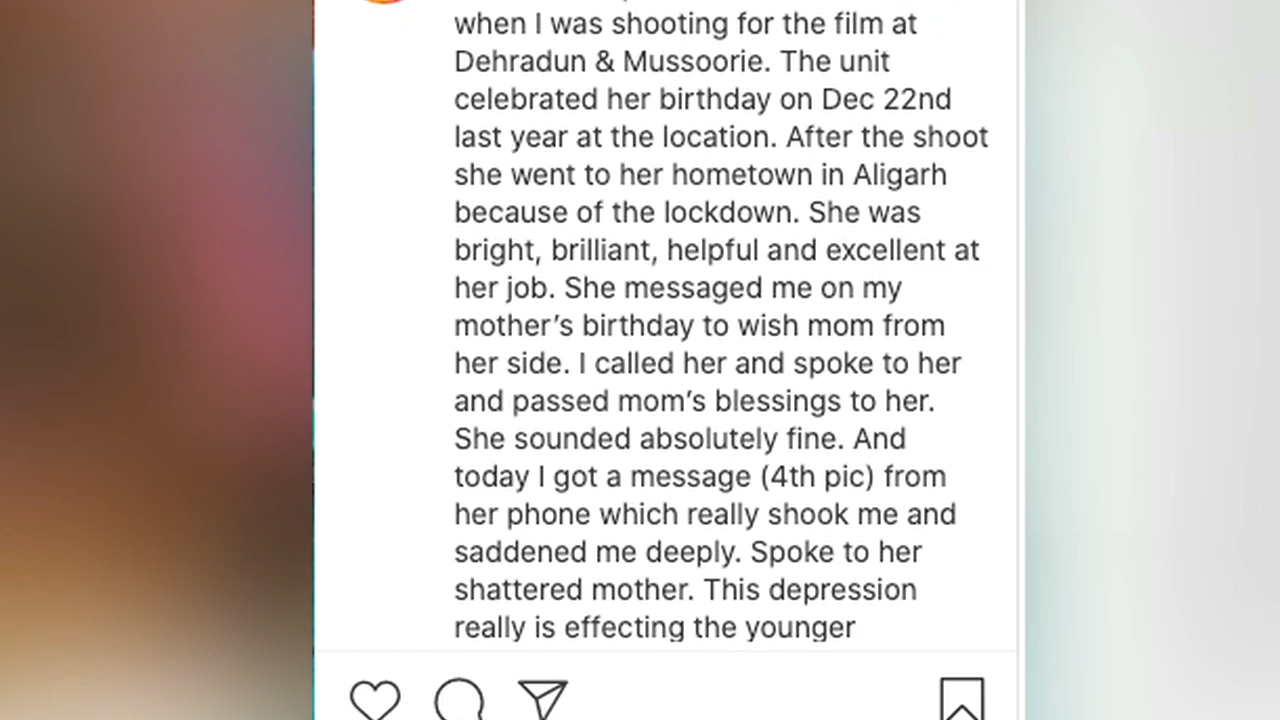 when I was shooting for the film at
Dehradun & Mussoorie. The unit
celebrated her birthday on Dec 22nd
last year at the location. After the shoot
she went to her hometown in Aligarh
because of the lockdown. She was
bright, brilliant, helpful and excellent at
her job. She messaged me on my
mother’s birthday to wish mom from
her side. I called her and spoke to her
and passed mom’s blessings to her.
She sounded absolutely fine. And
today I got a message (4th pic) from
her phone which really shook me and
saddened me deeply. Spoke to her
shattered mother. This depression
really is effecting the younger